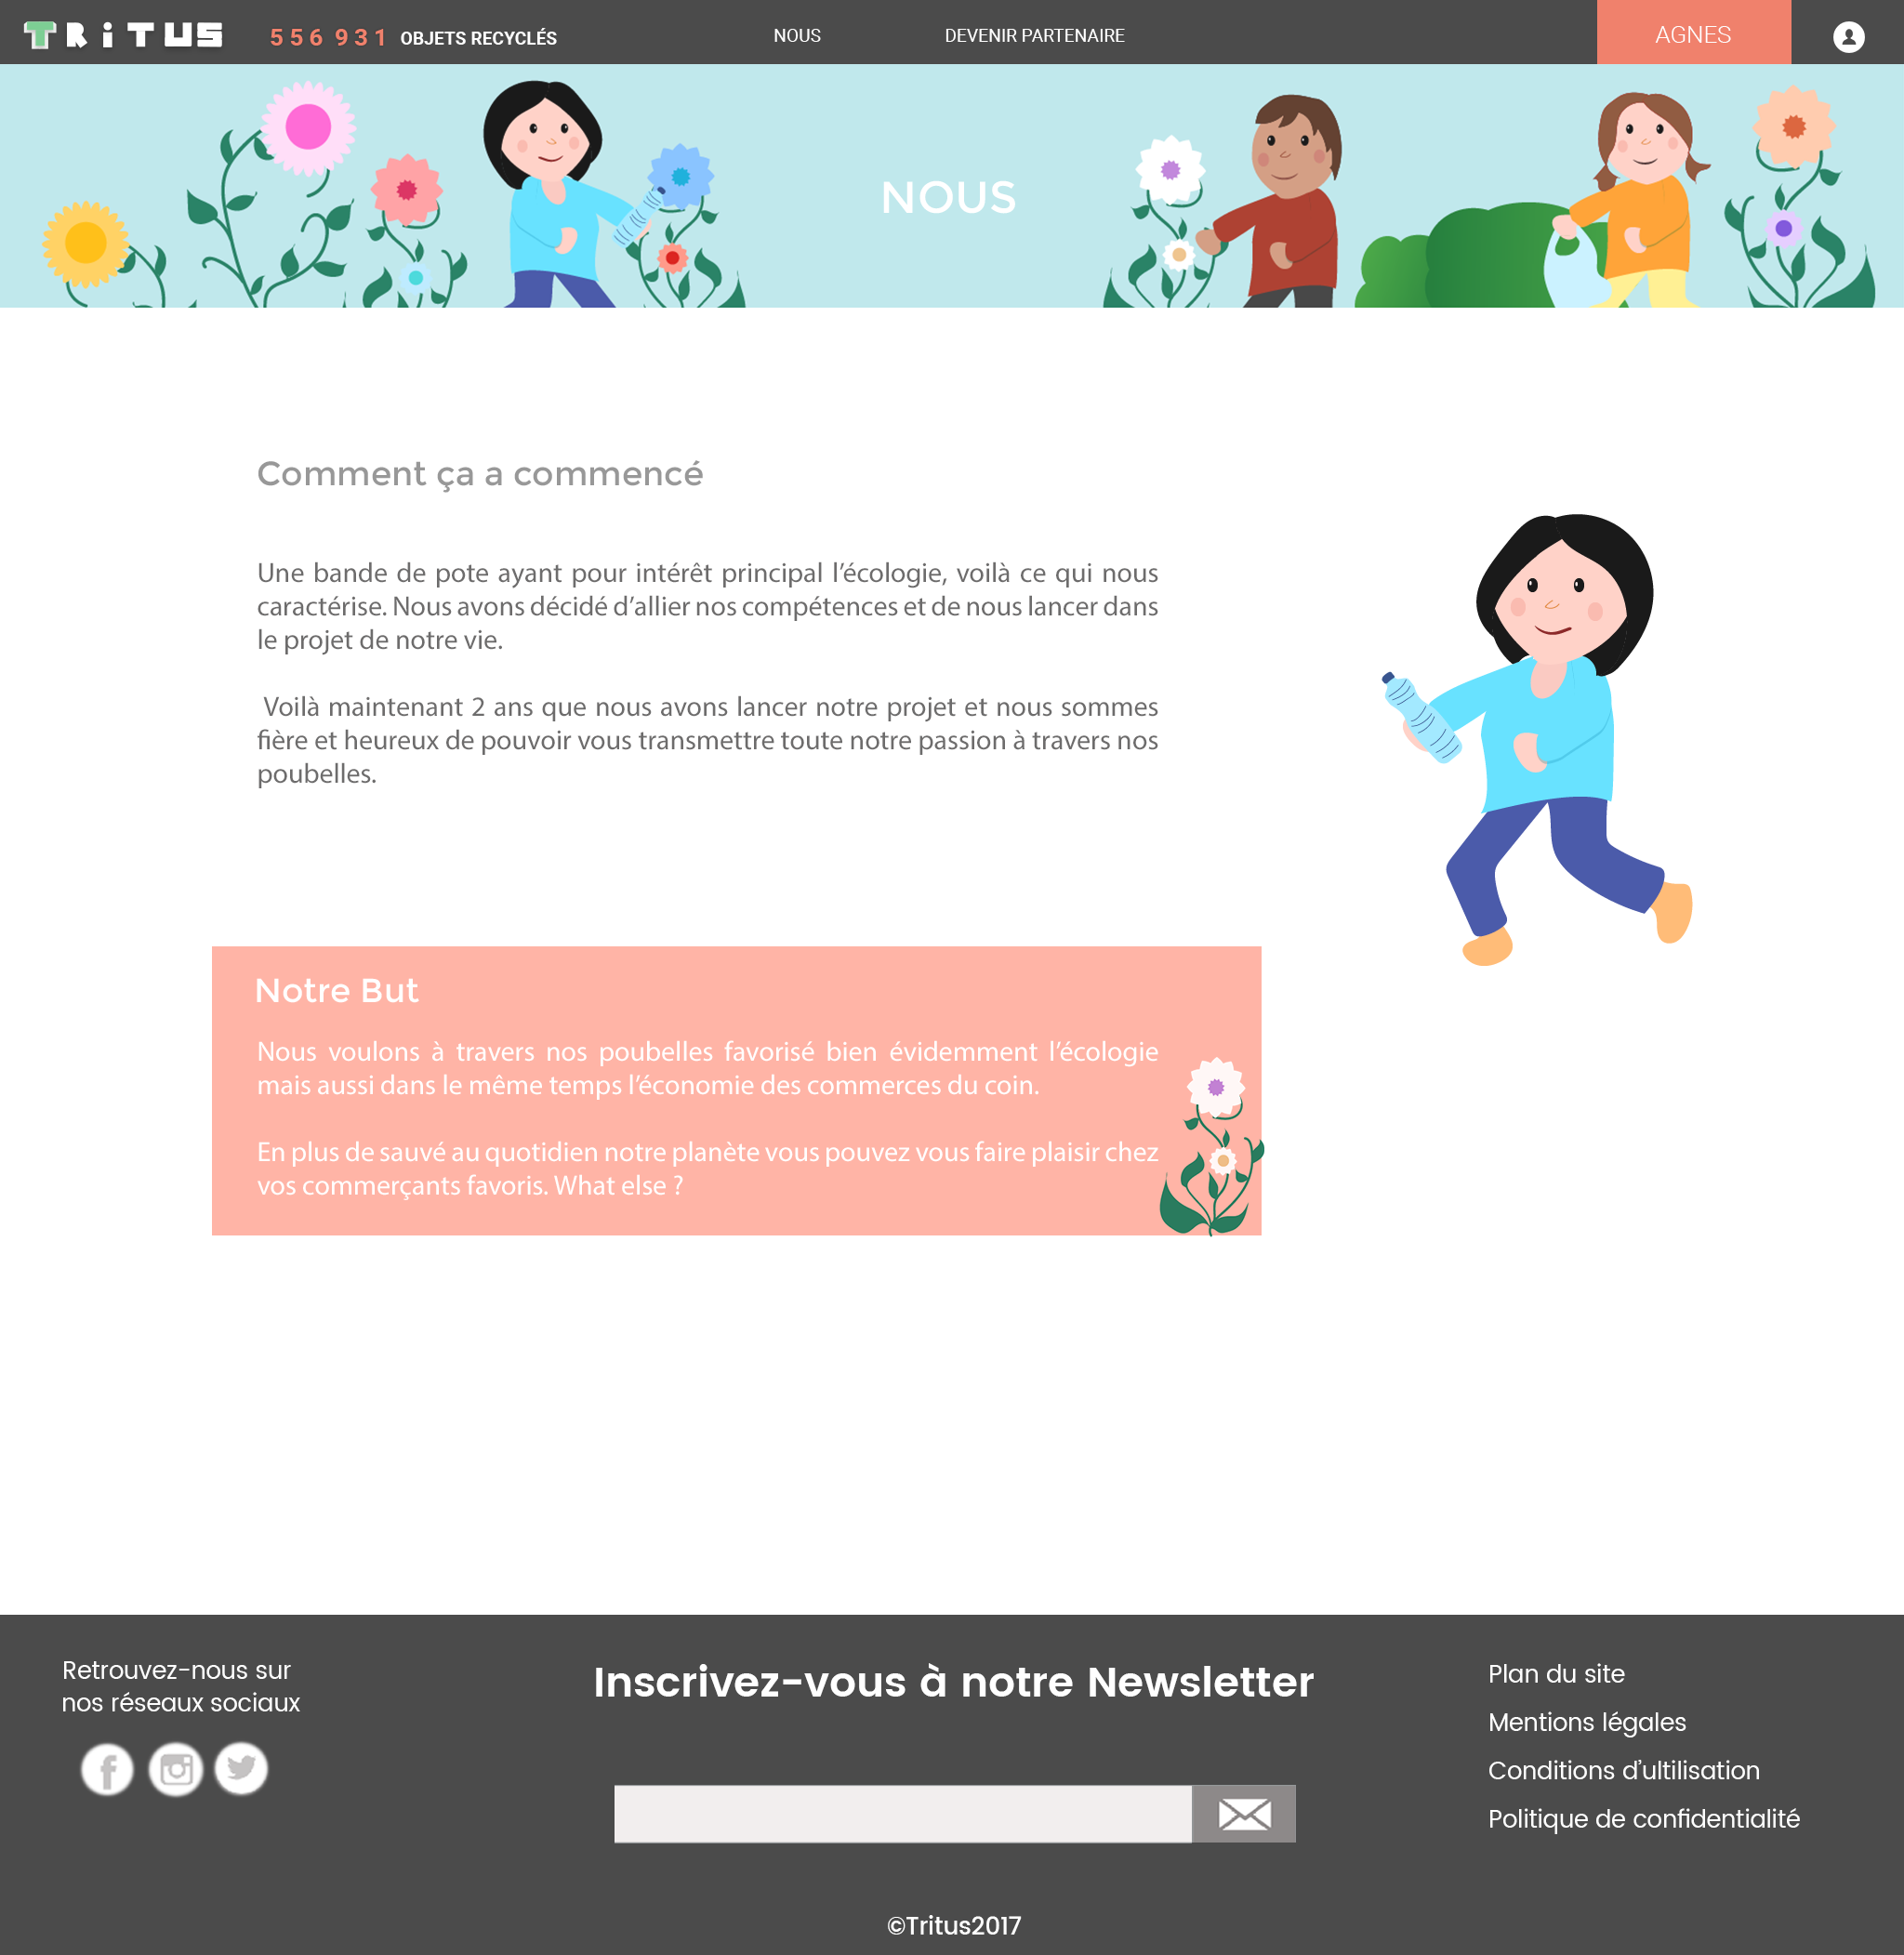 TRiTUS
556 931 OBJETS RECYCLÉS
NOUS
DEVENIR PARTENAIRE
AGNES
NOUS
Comment ça a commencé
Une bande de pote ayant pour intérêt principal l’écologie, voilà ce qui nous
caractérise. Nous avons décidé d’allier nos compétences et de nous lancer dans
le projet de notre vie.
Voilà maintenant 2 ans que nous avons lancer notre projet et nous sommes
fière et heureux de pouvoir vous transmettre toute notre passion à travers nos
poubelles.
Notre But
Nous voulons à travers nos poubelles favorisé bien évidemment l’écologie
mais aussi dans le même temps l’économie des commerces du coin.
En plus de sauvé au quotidien notre planète vous pouvez vous faire plaisir chez
vos commerçants favoris. What else ?
Retrouvez-nous sur
nos réseaux sociaux
Inscrivez-vous à notre Newsletter
Plan du site
Mentions légales
Conditions d’ultilisation
Politique de confidentialité
©Tritus2017